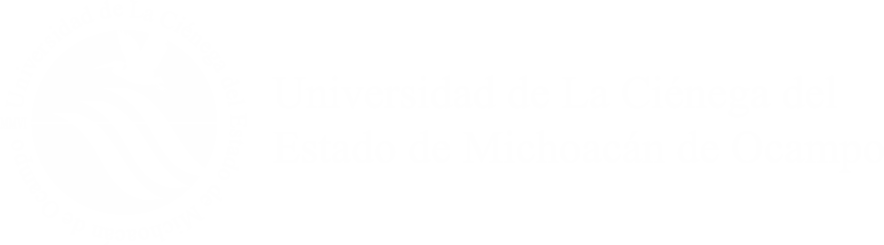 Universidad de La Ciénega del
Estado de Michoacán de Ocampo